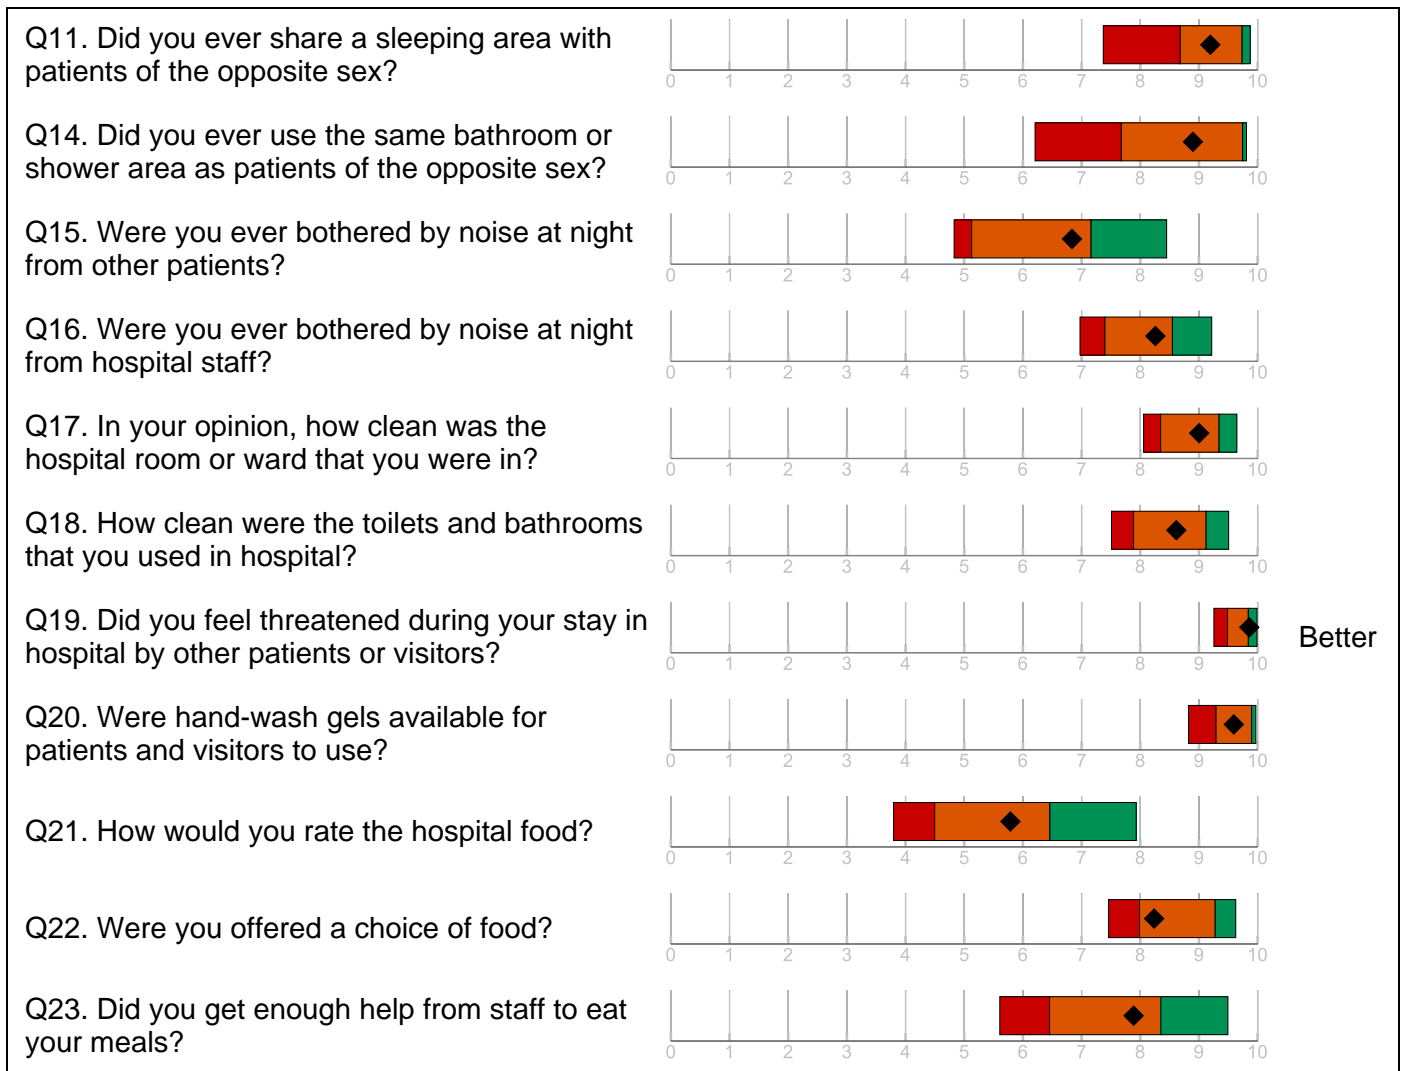 Q11. Did you ever share a sleeping area with
patients of the opposite sex?
0 1 2 3 4 5 6 7 8 9 10
Q14. Did you ever use the same bathroom or
shower area as patients of the opposite sex?
0 1 2 3 4 5 6 7 8 9 10
Q15. Were you ever bothered by noise at night
from other patients?
0 1 2 3 4 5 6 7 8 9 10
Q16. Were you ever bothered by noise at night
from hospital staff?
0 1 2 3 4 5 6 7 8 9 10
Q17. In your opinion, how clean was the
hospital room or ward that you were in?
0 1 2 3 4 5 6 7 8 9 10
Q18. How clean were the toilets and bathrooms
that you used in hospital?
0 1 2 3 4 5 6 7 8 9 10
Q19. Did you feel threatened during your stay in
hospital by other patients or visitors?
0 1 2 3 4 5 6 7 8 9 10
Better
Q20. Were hand-wash gels available for
patients and visitors to use?
0 1 2 3 4 5 6 7 8 9 10
Q21. How would you rate the hospital food?
0 1 2 3 4 5 6 7 8 9 10
Q22. Were you offered a choice of food?
0 1 2 3 4 5 6 7 8 9 10
Q23. Did you get enough help from staff to eat
your meals?
0 1 2 3 4 5 6 7 8 9 10